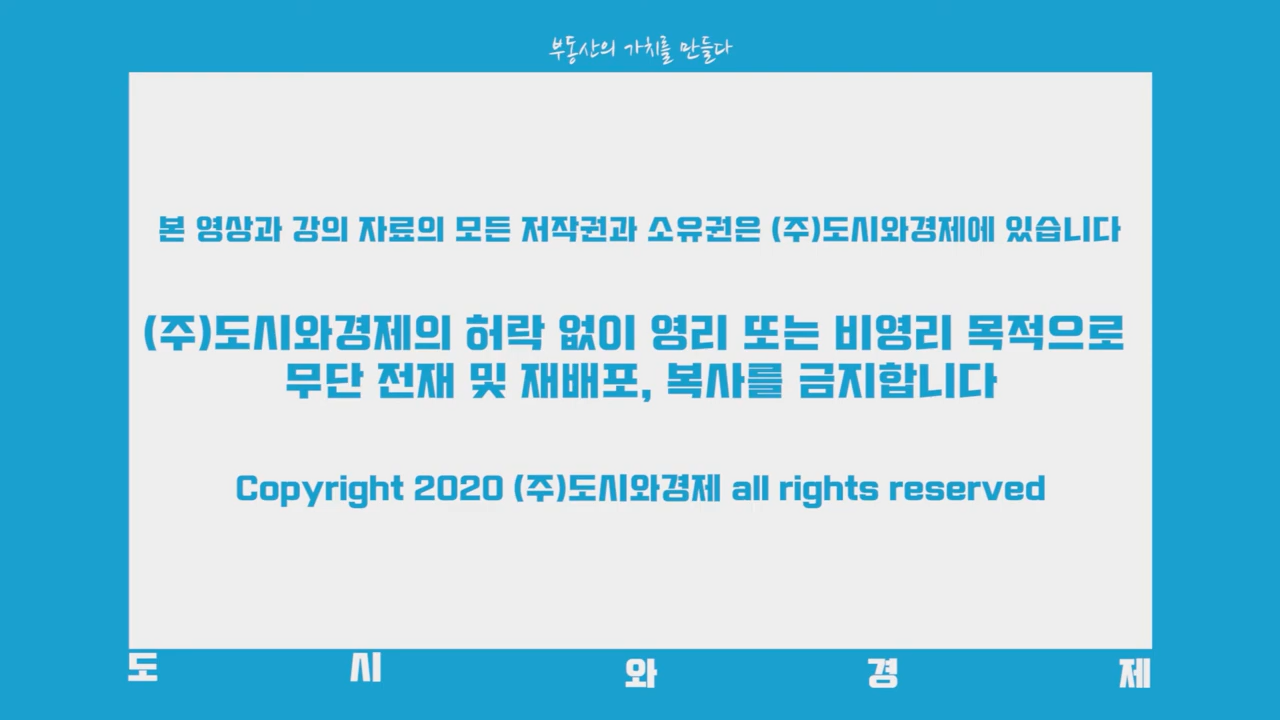 부동산의 가치를 만들다
본 영상과 강의 자료의 모든 저작권과 소유권은 (주)도시와경제에 있습니다
(주)도시와경제의 허락 없이 영리 또는 비영리 목적으로
무단 전재 및 재배포, 복사를 금지합니다
Copyright 2020 (주)도시와경제 all rights reserved
도 시 와 경 제